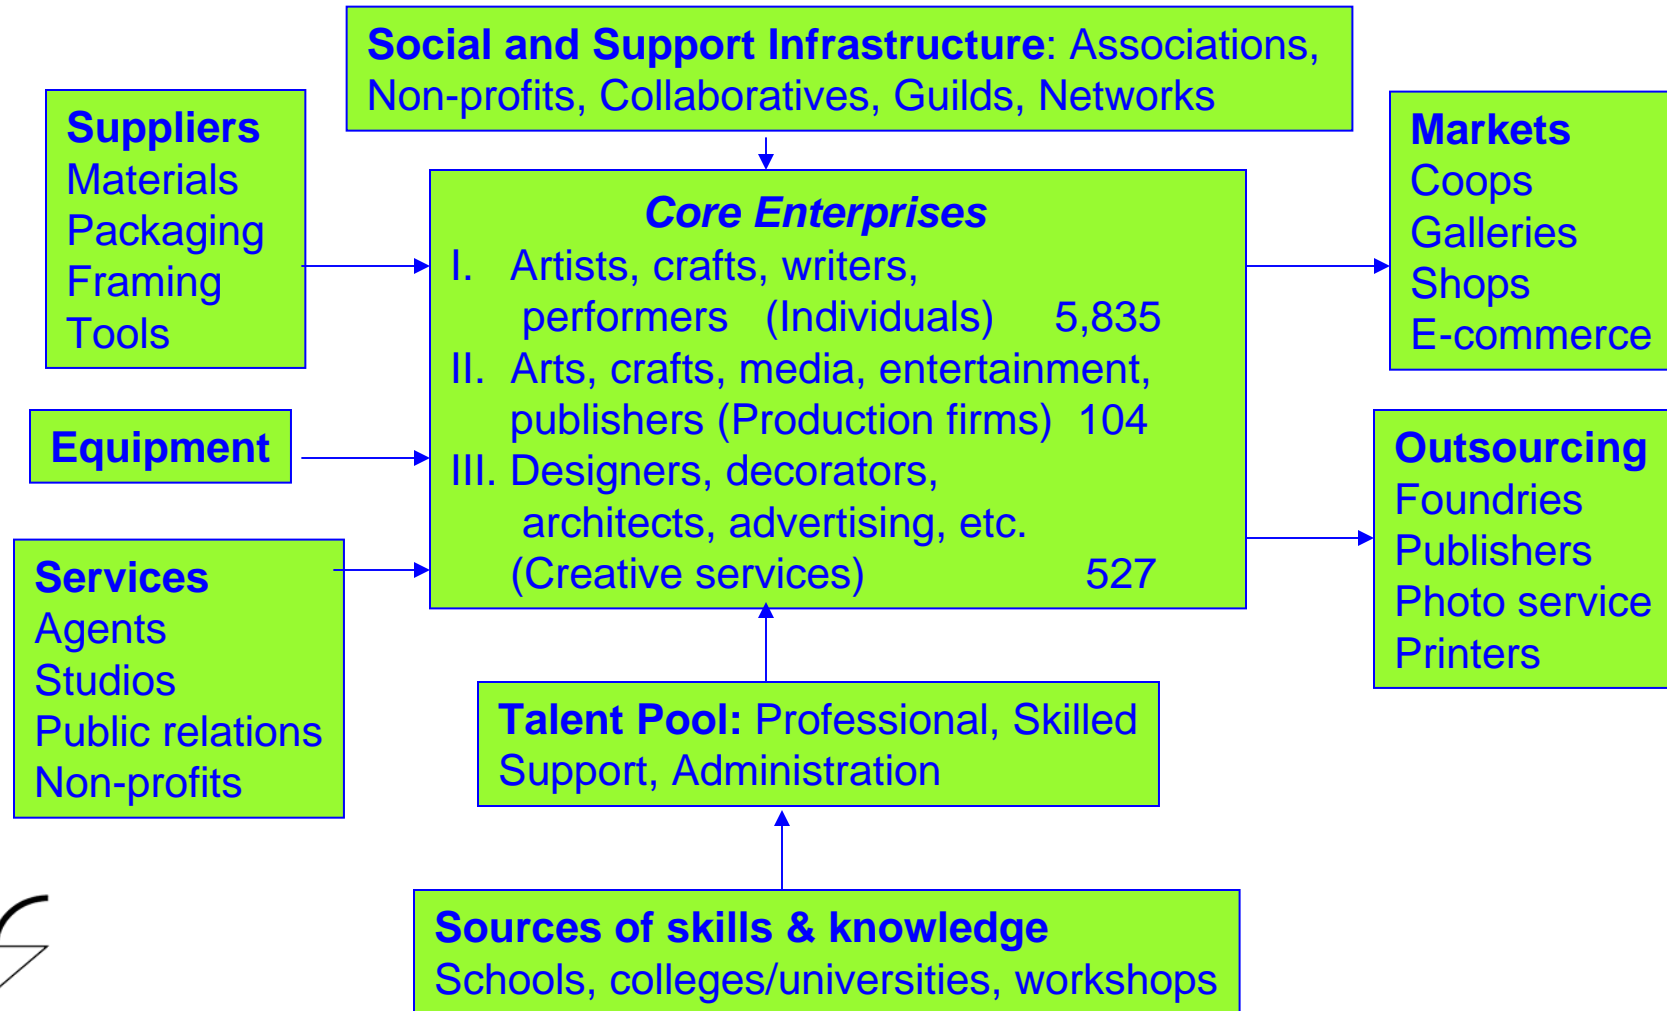 Social and Support Infrastructure: Associations,
Non-profits, Collaboratives, Guilds, Networks
Suppliers
Materials
Packaging
Framing
Tools
Equipment
Services
Agents
Studios
Public relations
Non-profits
Core Enterprises
I. Artists, crafts, writers,
performers (Individuals) 5,835
II. Arts, crafts, media, entertainment,
publishers (Production firms) 104
III. Designers, decorators,
architects, advertising, etc.
(Creative services) 527
Markets
Coops
Galleries
Shops
E-commerce
Outsourcing
Foundries
Publishers
Photo service
Printers
Talent Pool: Professional, Skilled
Support, Administration
Sources of skills & knowledge
Schools, colleges/universities, workshops